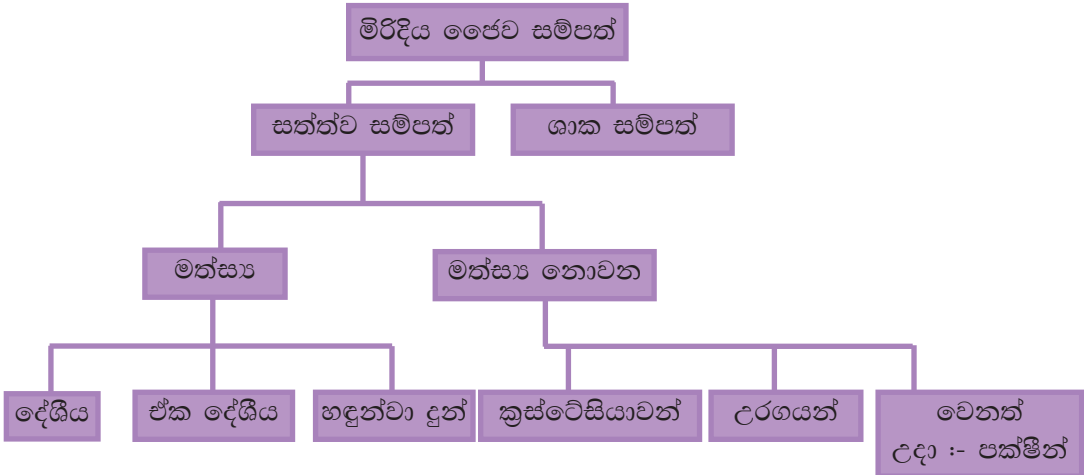 මිරිදිය ජෛව සම්පත්
සත්ත්ව සම්පත්
ශාක සම්පත්
මත්ස්‍ය
මත්ස්‍ය නොවන
දේශීය
ඒක දේශීය
හඳුන්වා දුන්
ක්‍රස්ටේසියාවන්
උරගයන්
වෙනත්
උදා :- පක්ෂීන්